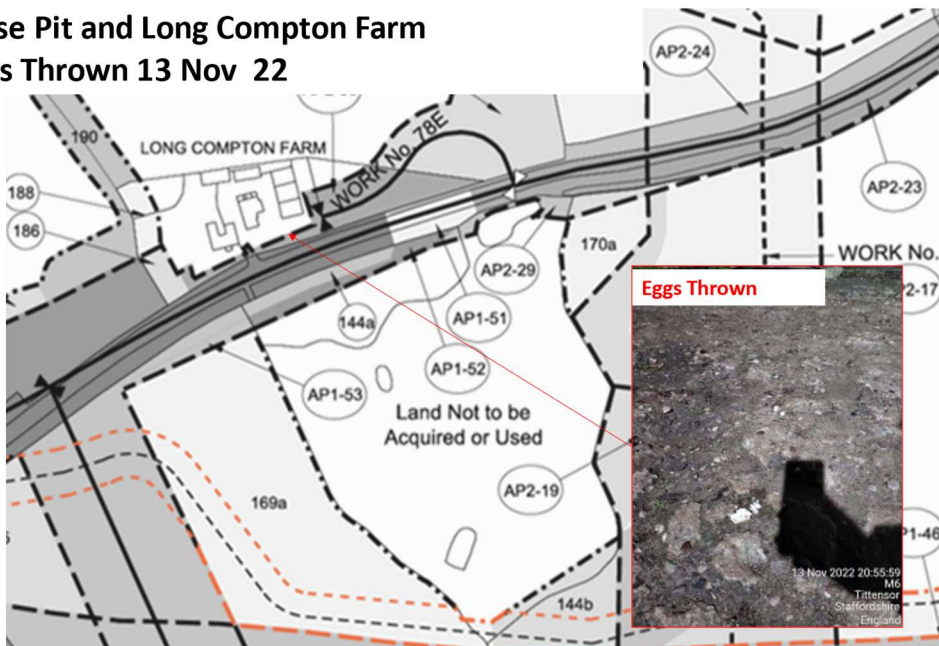 se Pit and Long Compton Farm
s Thrown 13 Nov 22
AP2-24
190
LONG COMPTON FARM
WORK No. 78E
188
186
AP2-23
170a
AP2-29
WORK No.
2-17
Eggs Thrown
144a
AP1-51
AP1-52
AP1-53
Land Not to be
Acquired or Used
AP2-19
169a
P1-46
144b
13 Nov 2022 20:55:59
M6
Tittensor
Staffordshire
England